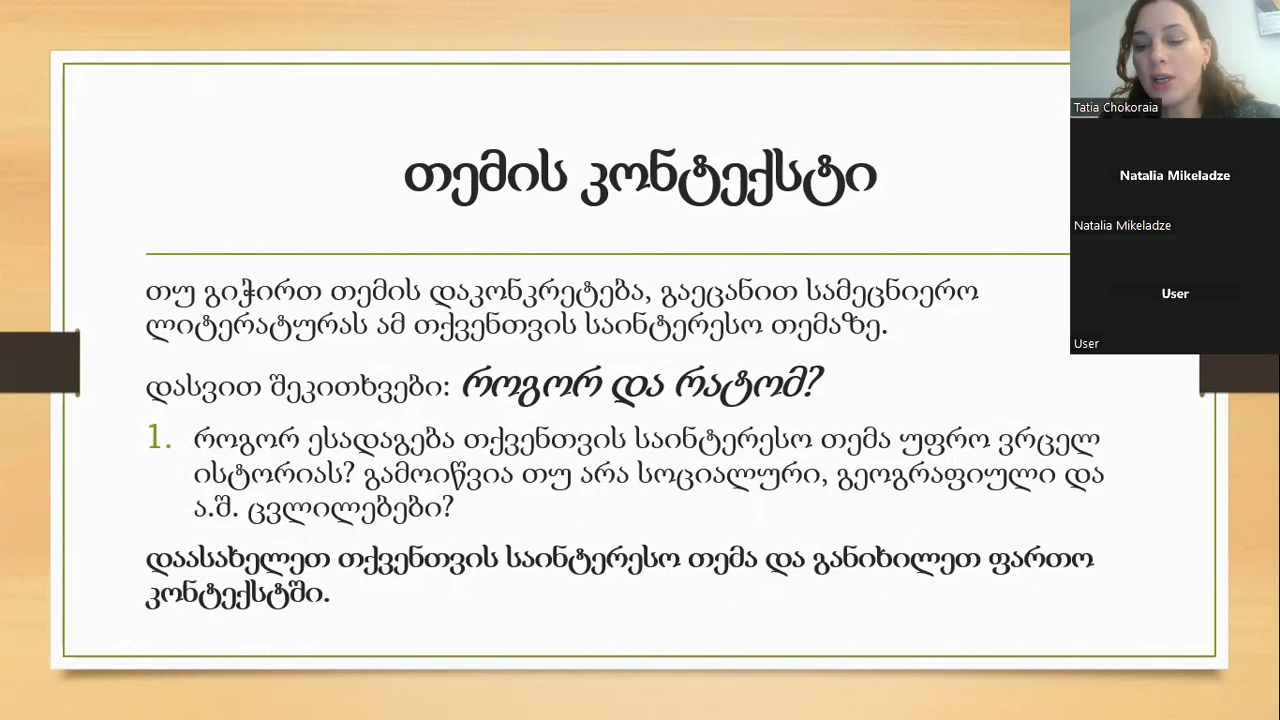 თემის კონტექსტი
თუ გიჭირთ თემის დაკონკრეტება, გაეცანით სამეცნიერო
ლიტერატურას ამ თქვენთვის საინტერესო თემაზე.
დასვით შეკითხვები: როგორ და რატომ?
1. როგორ ესადაგება თქვენთვის საინტერესო თემა უფრო ვრცელ
ისტორიას? გამოიწვია თუ არა სოციალური, გეოგრაფიული და
ა.შ. ცვლილებები?
დაასახელეთ თქვენთვის საინტერესო თემა და განიხილეთ ფართო
კონტექსტში.
Tatia Chokoraia
Natalia Mikeladze
Natalia Mikeladze
User
User